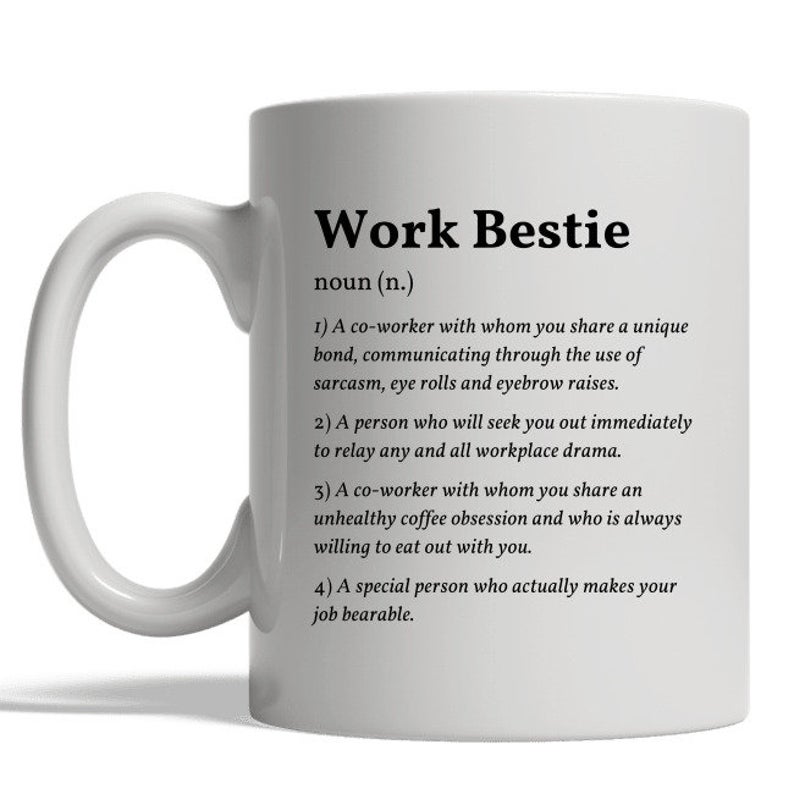 Work Bestie
noun (n.)
1) A co-worker with whom you share a unique
bond, communicating through the use of
sarcasm, eye rolls and eyebrow raises.
2) A person who will seek you out immediately
to relay any and all workplace drama.
3) A co-worker with whom you share an
unhealthy coffee obsession and who is always
willing to eat out with you.
4) A special person who actually makes your
job bearable.